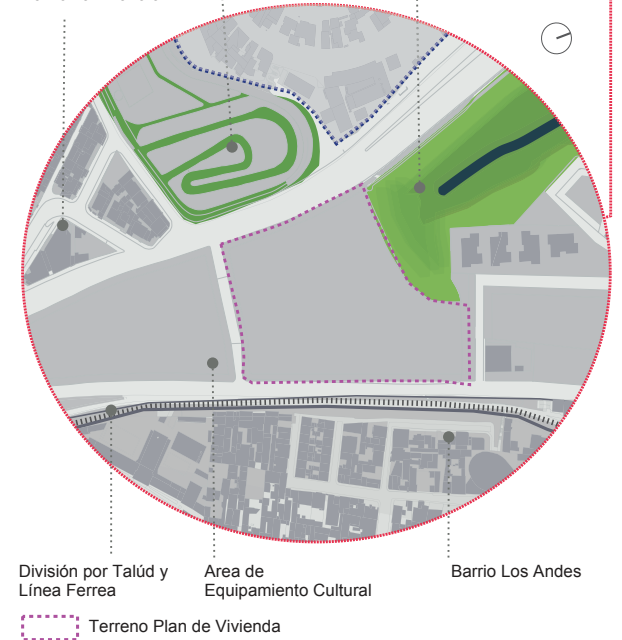 División por Talúd y
Línea Ferrea
Area de
Equipamiento Cultural
Barrio Los Andes
Terreno Plan de Vivienda